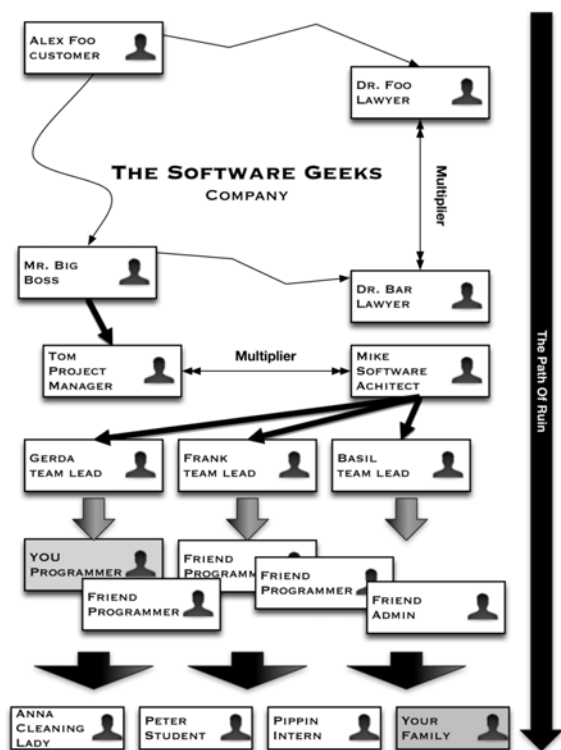 ALEX FOO
CUSTOMER
DR. FOO
LAWYER
THE SOFTWARE GEEKS
COMPANY
Multiplier
MR. BIG
BOSS
DR. BAR
LAWYER
TOM
PROJECT
MANAGER
Multiplier
MIKE
SOFTWARE
ACHITECT
The Path Of Ruin
GERDA
TEAM LEAD
FRANK
TEAM LEAD
BASIL
TEAM LEAD
YOU
PROGRAMMER
FRIEND
FRIEND
PROGRAMMER
FRIEND
PROGRAMMER
FRIEND
ADMIN
ANNA
CLEANING
LADY
PETER
STUDENT
PIPPIN
INTERN
YOUR
FAMILY